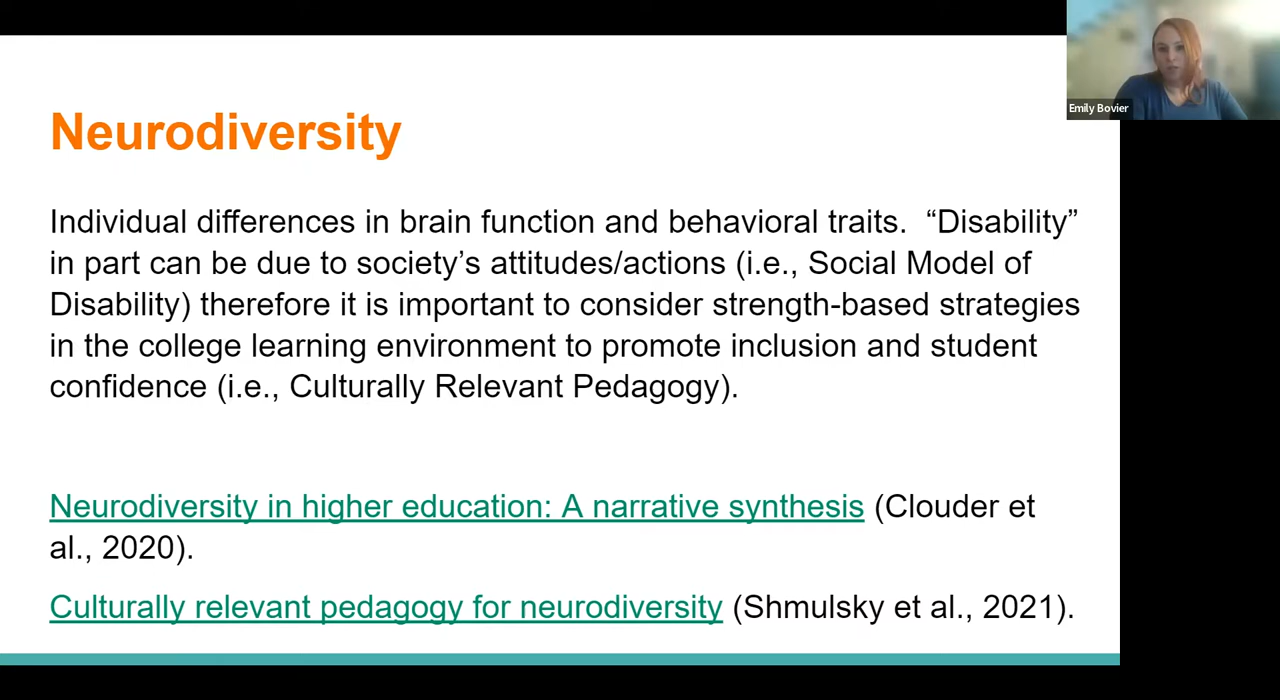 Emily Bovier
Neurodiversity
Individual differences in brain function and behavioral traits.  “Disability”
in part can be due to society’s attitudes/actions (i.e., Social Model of
Disability) therefore it is important to consider strength-based strategies
in the college learning environment to promote inclusion and student
confidence (i.e., Culturally Relevant Pedagogy).
Neurodiversity in higher education: A narrative synthesis (Clouder et
al., 2020).
Culturally relevant pedagogy for neurodiversity (Shmulsky et al., 2021).